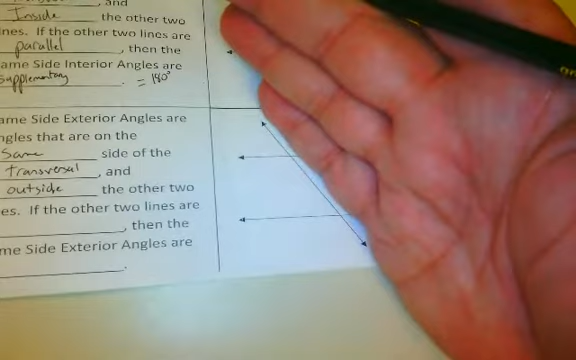 , and
Inside the other two
nes. If the other two lines are
parallel, then the
ame Side Interior Angles are
supplementary. = 180°
ame Side Exterior Angles are
ngles that are on the
Same side of the
transversal, and
outside the other two
es. If the other two lines are
, then the
me Side Exterior Angles are
.